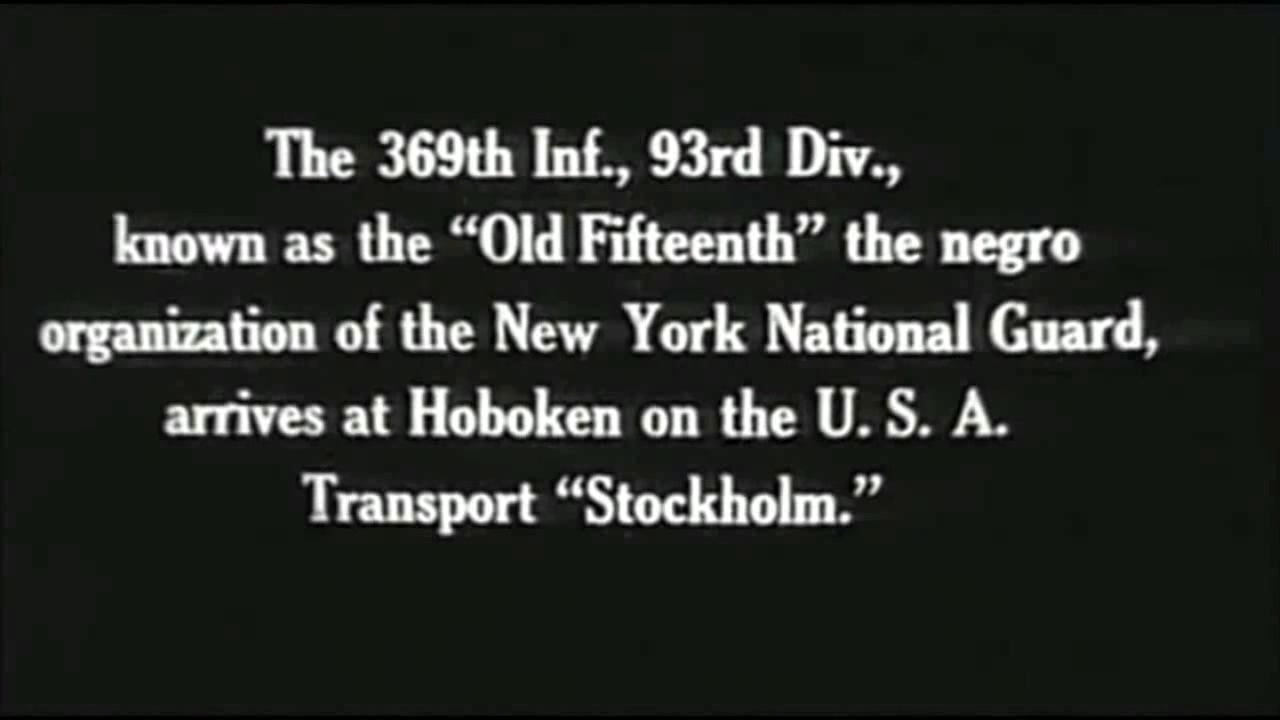 The 369th Inf., 93rd Div.,
known as the “Old Fifteenth” the negro
organization of the New York National Guard,
arrives at Hoboken on the U. S. A.
Transport “Stockholm.”